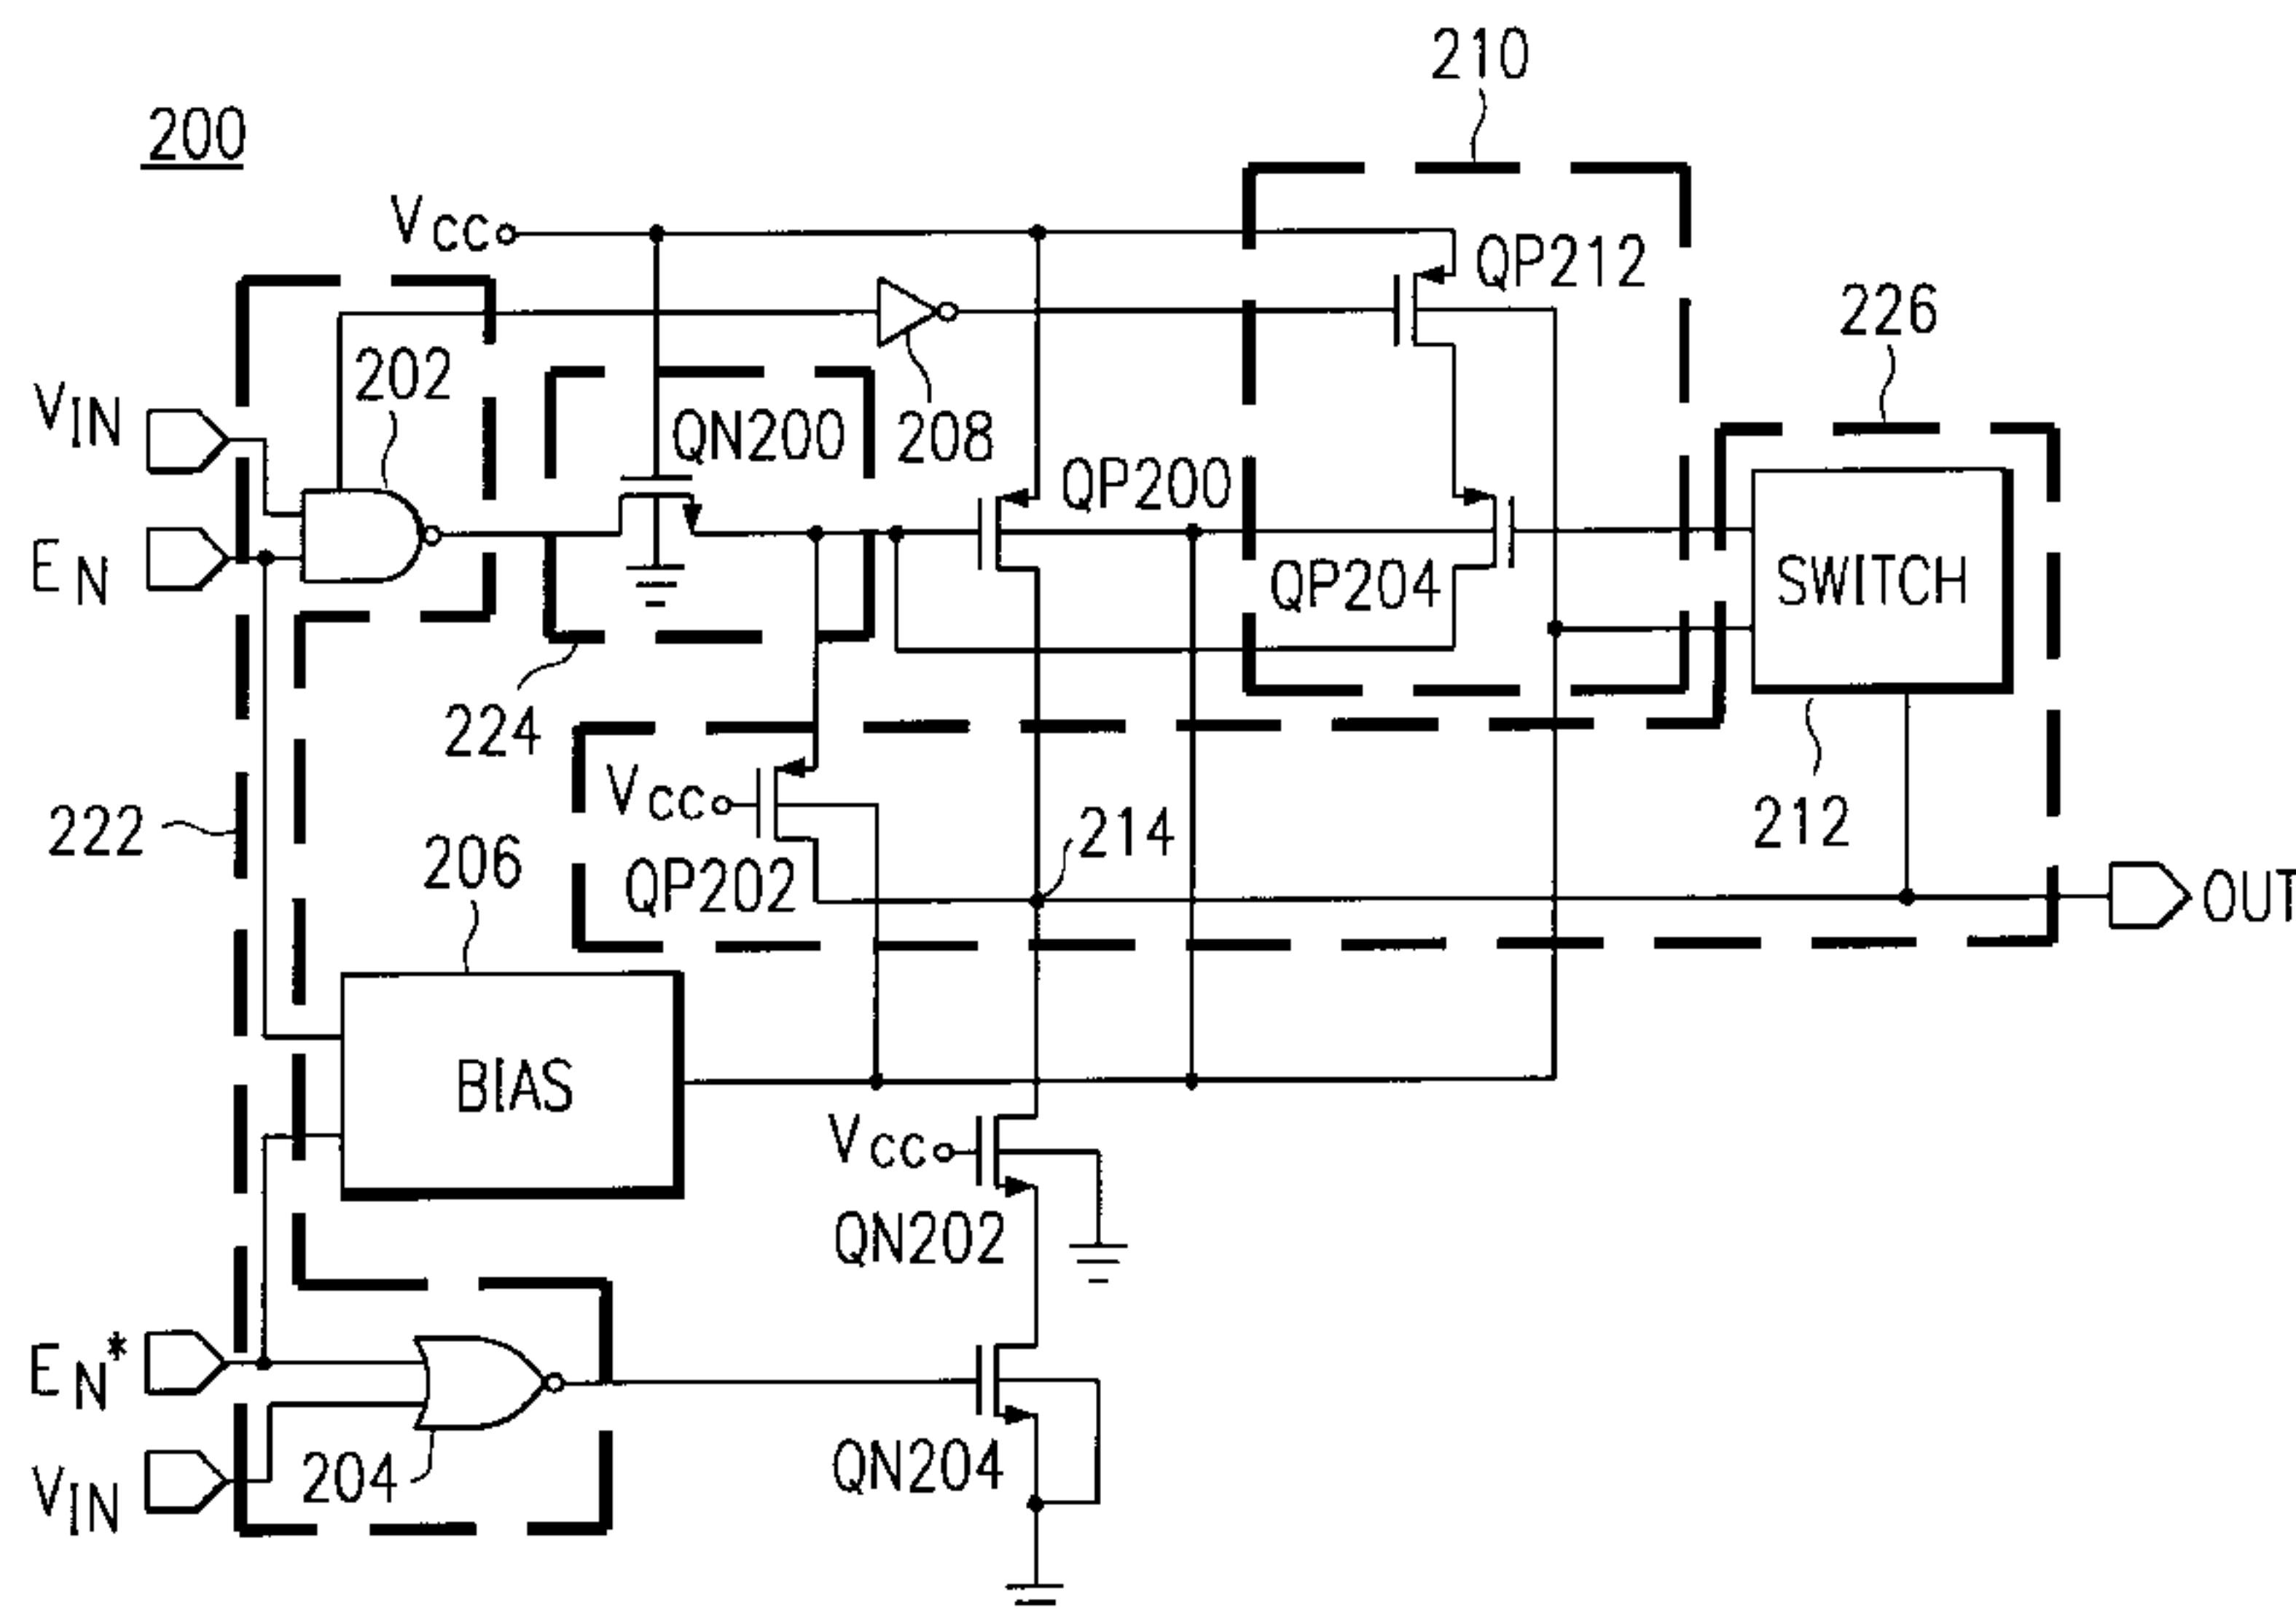 210
200
VCC
QP212
226
202
VIN
QN200
208
QP200
EN
QP204
SWITCH
224
VCC
214
212
222
206
QP202
OUT
BIAS
VCC
QN202
EN*
204
QN204
VIN